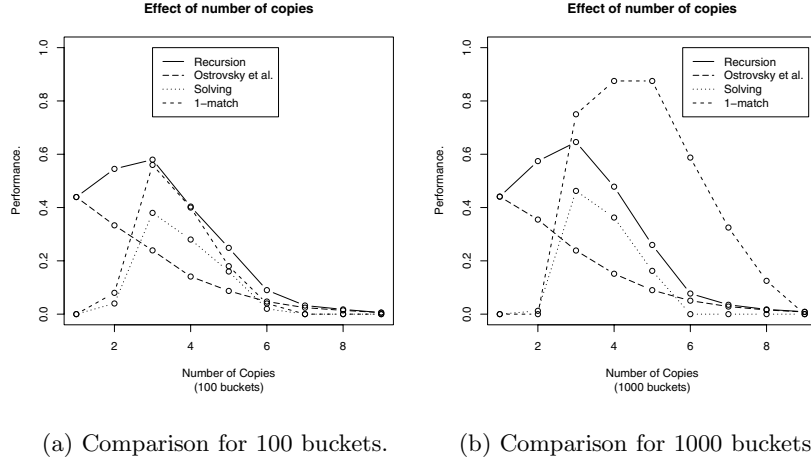 Effect of number of copies
Performance.
1.0
0.8
0.6
0.4
0.2
0.0
Recursion
Ostrovsky et al.
Solving
1−match
2
4
6
8
Number of Copies
(100 buckets)
(a) Comparison for 100 buckets.
Effect of number of copies
Performance.
1.0
0.8
0.6
0.4
0.2
0.0
Recursion
Ostrovsky et al.
Solving
1−match
2
4
6
8
Number of Copies
(1000 buckets)
(b) Comparison for 1000 buckets